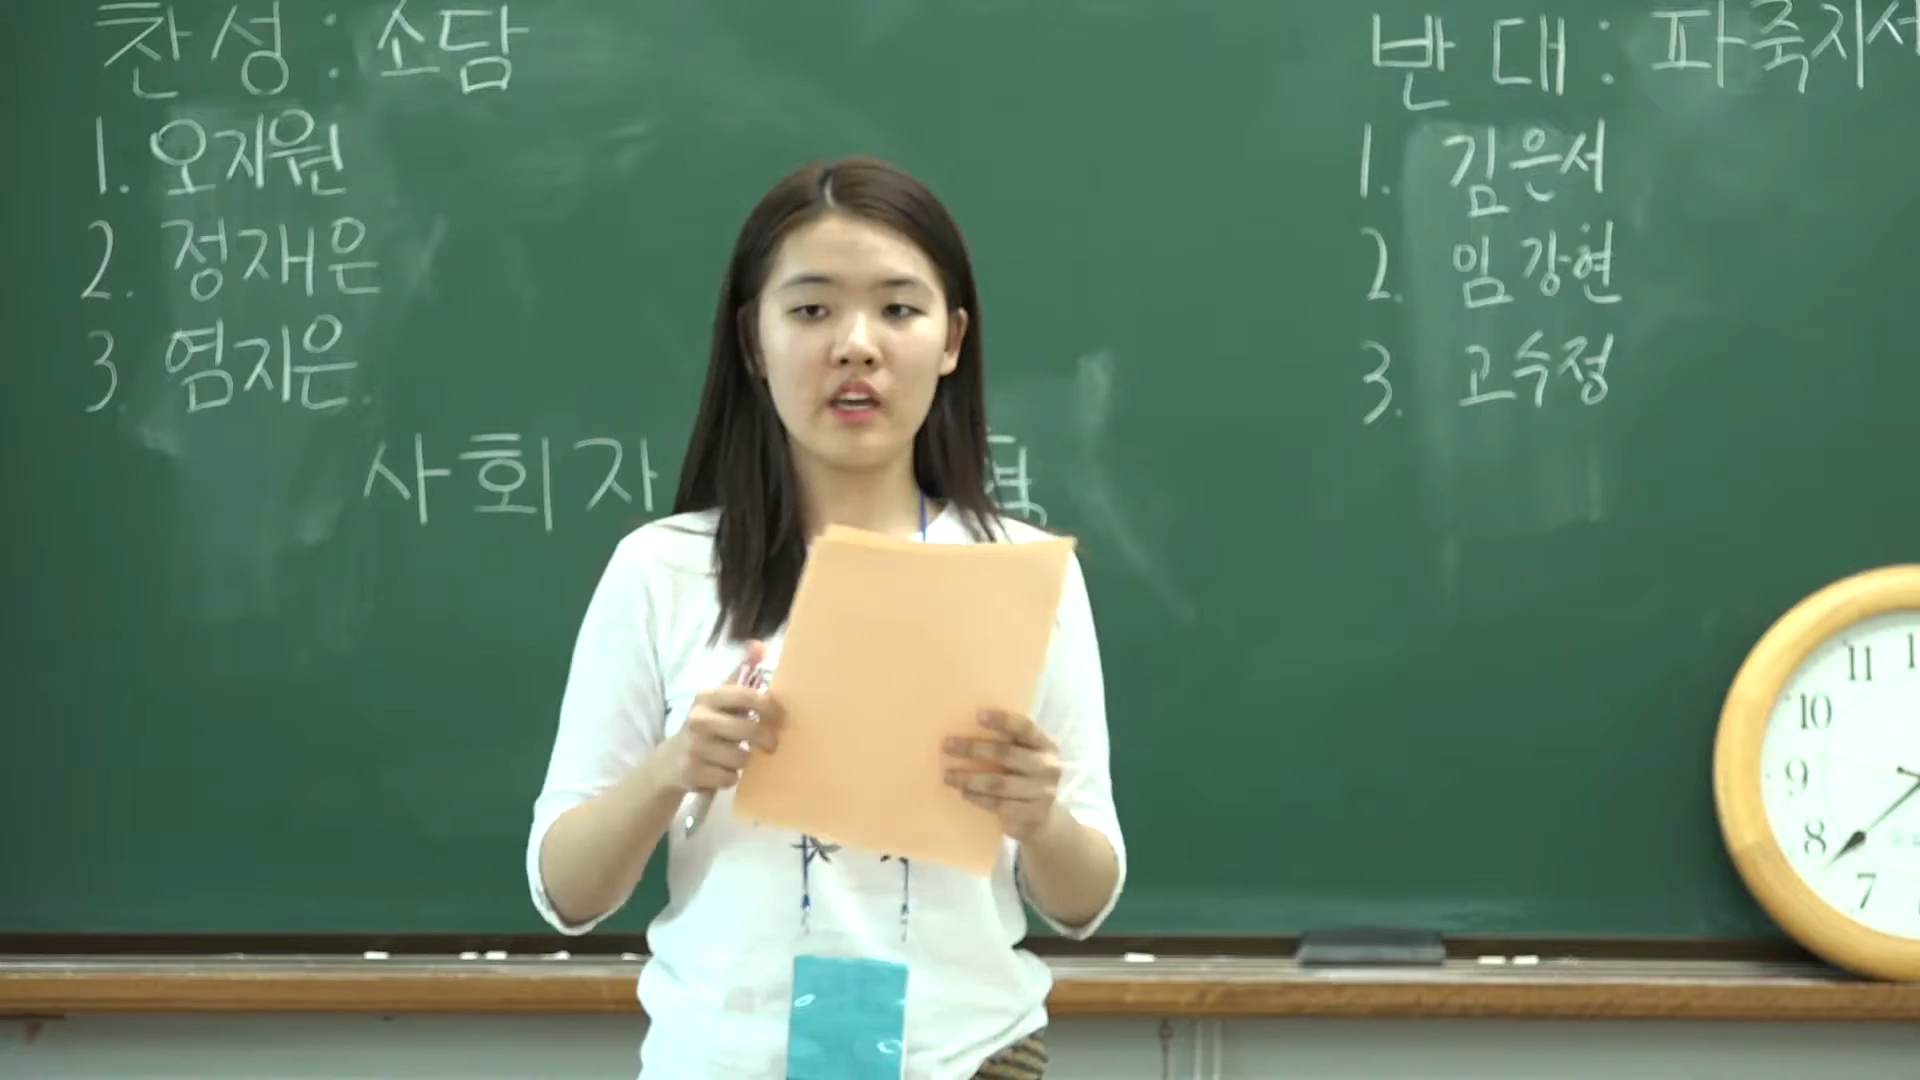 찬성 : 소담
1. 오지원
2. 정재은
3. 염지은
반대 : 파죽지서
1. 김은서
2. 임강현
3. 고수정
사회자
11
10
9
8
7